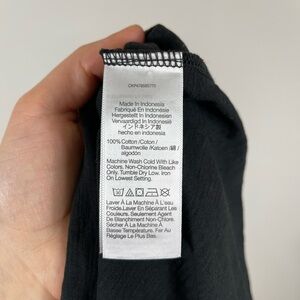 Made In Indonesia
Fabriqué En Indonésie
Hergestellt In Indonesien
Vervaardigd In Indonesië
インドネシア製
hecho en indonesia
100% Cotton /Coton /
Baumwolle /Katoen /綿 /
algodón
Machine Wash Cold With Like
Colors. Non-Chlorine Bleach
Only. Tumble Dry Low. Iron
On Lowest Setting.
Laver À La Machine À L'eau
Froide.Laver En Séparant Les
Couleurs. Seulement Agent
De Blanchiment Non-Chloré.
Sécher À La Machine À
Basse Température. Fer Au
Réglage Le Plus Bas.